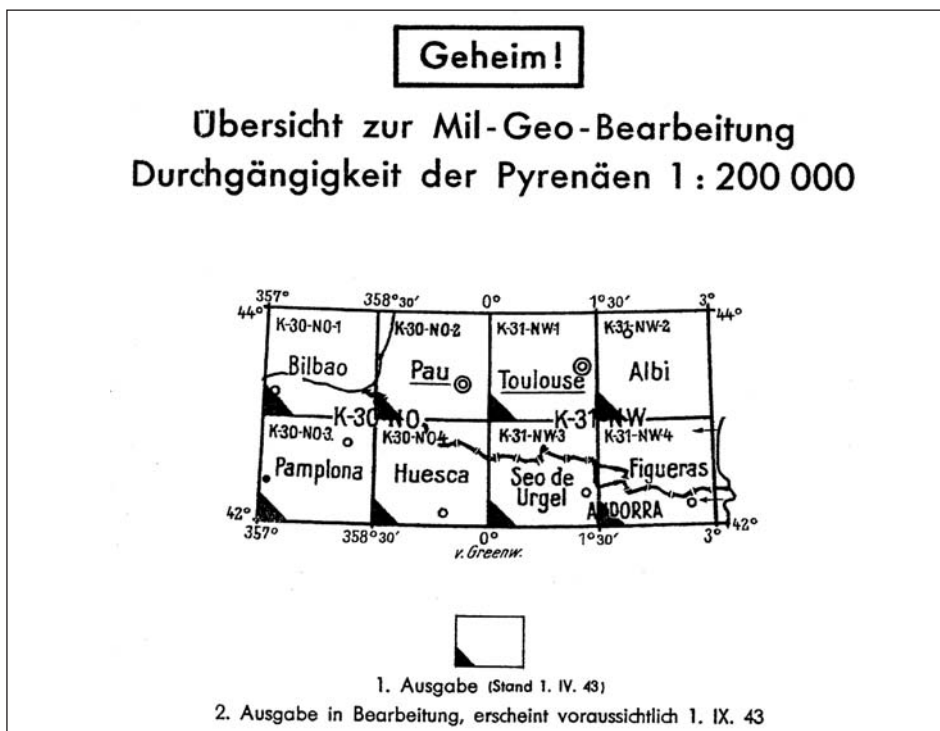 Geheim!
Übersicht zur Mil-Geo-Bearbeitung
Durchgängigkeit der Pyrenäen 1 : 200 000
357° 358°30' 0° 1°30' 3°
44° 44°
K-30-NO-1 K-30-NO-2 K-31-NW-1 K-31-NW-2
Bilbao Pau Toulouse Albi
K-30-NO K-31-NW
K-30-NO-3 K-30-NO-4 K-31-NW-3 K-31-NW-4
Pamplona Huesca Seo de Urgel Figueras
ANDORRA
42° 42°
357° 358°30' 0° 1°30' 3°
v. Greenw.
1. Ausgabe (Stand 1. IV. 43)
2. Ausgabe in Bearbeitung, erscheint voraussichtlich 1. IX. 43